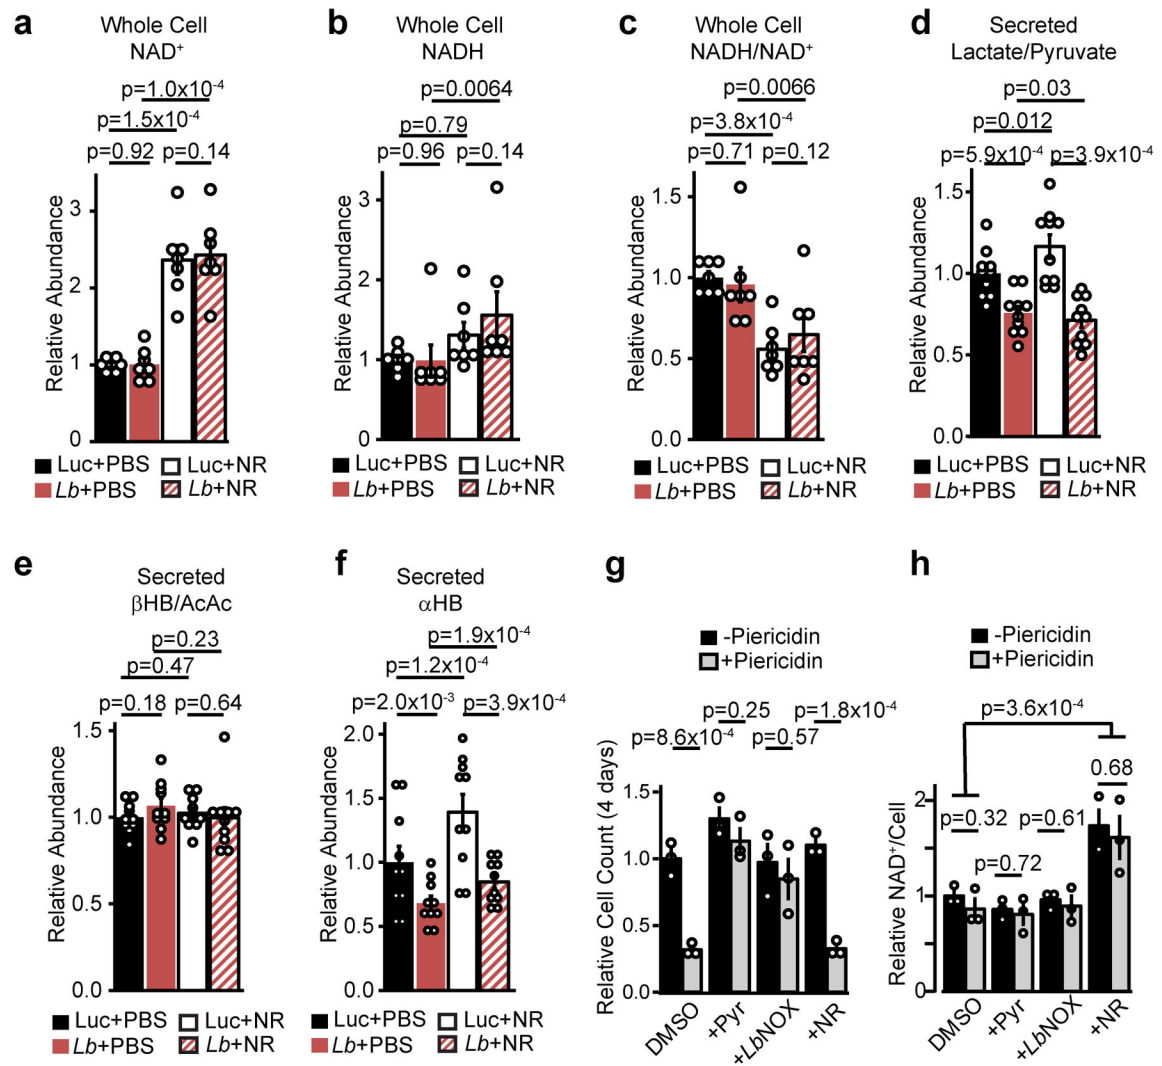 a
Whole Cell
NAD⁺
p=1.0x10⁻⁴
p=1.5x10⁻⁴
p=0.92
p=0.14
Relative Abundance
3
2
1
0
Luc+PBS
Luc+NR
Lb+PBS
Lb+NR
b
Whole Cell
NADH
p=0.0064
p=0.79
p=0.96
p=0.14
Relative Abundance
3
2
1
0
Luc+PBS
Luc+NR
Lb+PBS
Lb+NR
c
Whole Cell
NADH/NAD⁺
p=0.0066
p=3.8x10⁻⁴
p=0.71
p=0.12
Relative Abundance
1.5
1.0
0.5
0.0
Luc+PBS
Luc+NR
Lb+PBS
Lb+NR
d
Secreted
Lactate/Pyruvate
p=0.03
p=0.012
p=5.9x10⁻⁴
p=3.9x10⁻⁴
Relative Abundance
1.5
1.0
0.5
0.0
Luc+PBS
Luc+NR
Lb+PBS
Lb+NR
e
Secreted
βHB/AcAc
p=0.23
p=0.47
p=0.18
p=0.64
Relative Abundance
1.5
1.0
0.5
0.0
Luc+PBS
Luc+NR
Lb+PBS
Lb+NR
f
Secreted
αHB
p=1.9x10⁻⁴
p=1.2x10⁻⁴
p=2.0x10⁻³
p=3.9x10⁻⁴
Relative Abundance
2.0
1.5
1.0
0.5
0.0
Luc+PBS
Luc+NR
Lb+PBS
Lb+NR
g
-Piericidin
+Piericidin
p=0.25
p=1.8x10⁻⁴
p=8.6x10⁻⁴
p=0.57
Relative Cell Count (4 days)
1.5
1.0
0.5
0.0
DMSO
+Pyr
+LbNOX
+NR
h
-Piericidin
+Piericidin
p=3.6x10⁻⁴
0.68
p=0.32
p=0.61
p=0.72
Relative NAD⁺/Cell
2
1
0
DMSO
+Pyr
+LbNOX
+NR